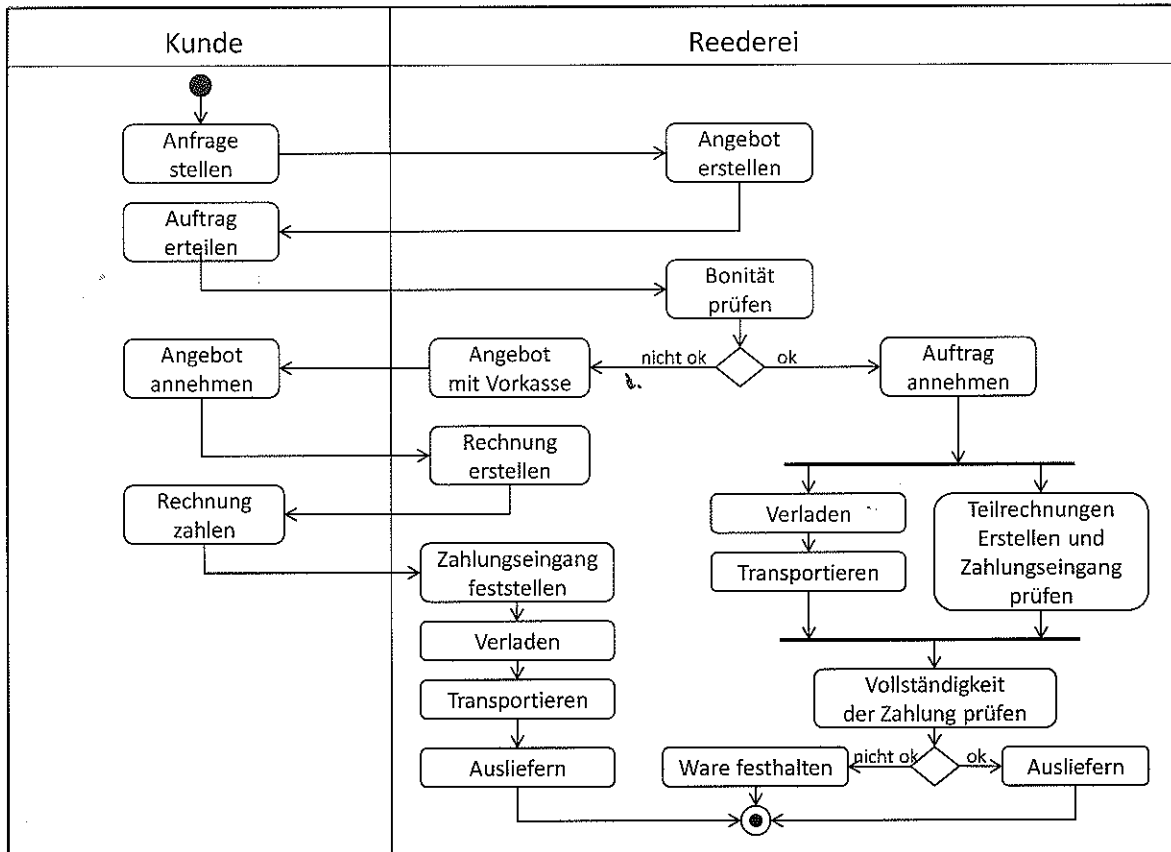 Kunde
Reederei
Anfrage
stellen
Angebot
erstellen
Auftrag
erteilen
Bonität
prüfen
Angebot
annehmen
Angebot
mit Vorkasse
nicht ok
ok
Auftrag
annehmen
Rechnung
erstellen
Rechnung
zahlen
Verladen
Transportieren
Teilrechnungen
Erstellen und
Zahlungseingang
prüfen
Zahlungseingang
feststellen
Verladen
Transportieren
Ausliefern
Vollständigkeit
der Zahlung prüfen
Ware festhalten
nicht ok
ok
Ausliefern